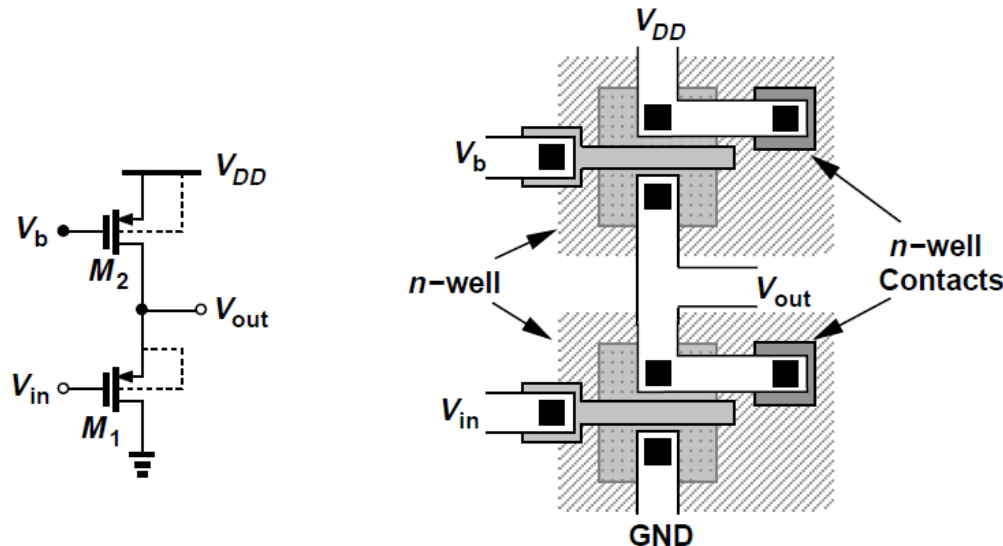 V_DD
V_b
M_2
V_out
V_in
M_1
V_DD
V_b
n−well
n−well
Contacts
V_out
V_in
GND